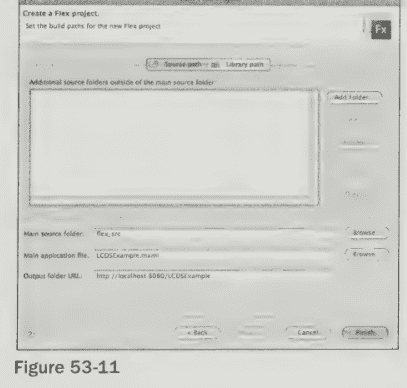 Create a Flex project.
Set the build paths for the new Flex project
Fx
Source path Library path
Additional source folders outside of the main source folder:
Add Folder...
Main source folder: flex_src
Browse
Main application file: LCDSExample.mxml
Browse
Output folder URL: http://localhost:8080/LCDSExample
< Back
Cancel
Finish
Figure 53-11